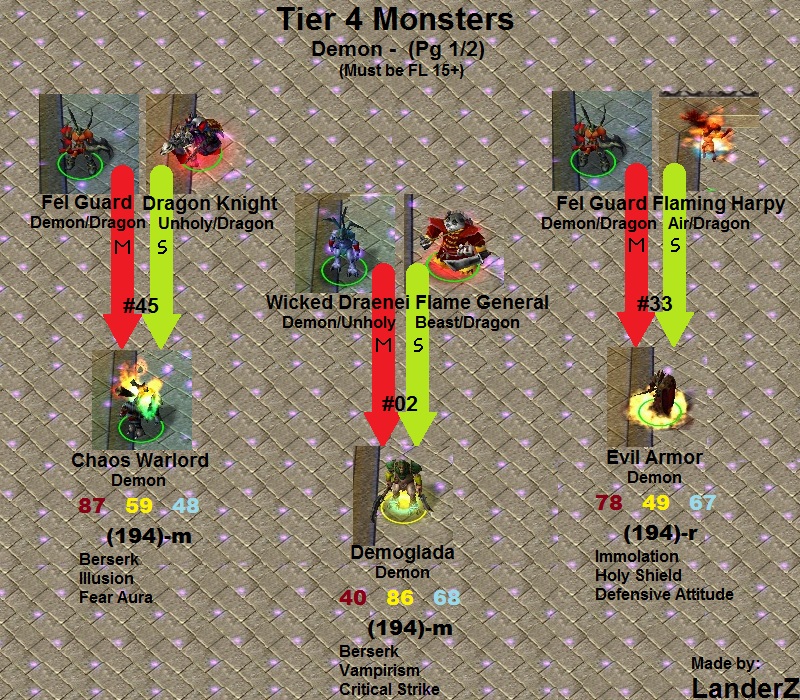 Tier 4 Monsters
Demon - (Pg 1/2)
(Must be FL 15+)
Fel Guard Dragon Knight
Demon/Dragon Unholy/Dragon
M S
#45
Chaos Warlord
Demon
87 59 48
(194)-m
Berserk
Illusion
Fear Aura
Wicked Draenei Flame General
Demon/Unholy Beast/Dragon
M S
#02
Demoglada
Demon
40 86 68
(194)-m
Berserk
Vampirism
Critical Strike
Fel Guard Flaming Harpy
Demon/Dragon Air/Dragon
M S
#33
Evil Armor
Demon
78 49 67
(194)-r
Immolation
Holy Shield
Defensive Attitude
Made by:
LanderZ